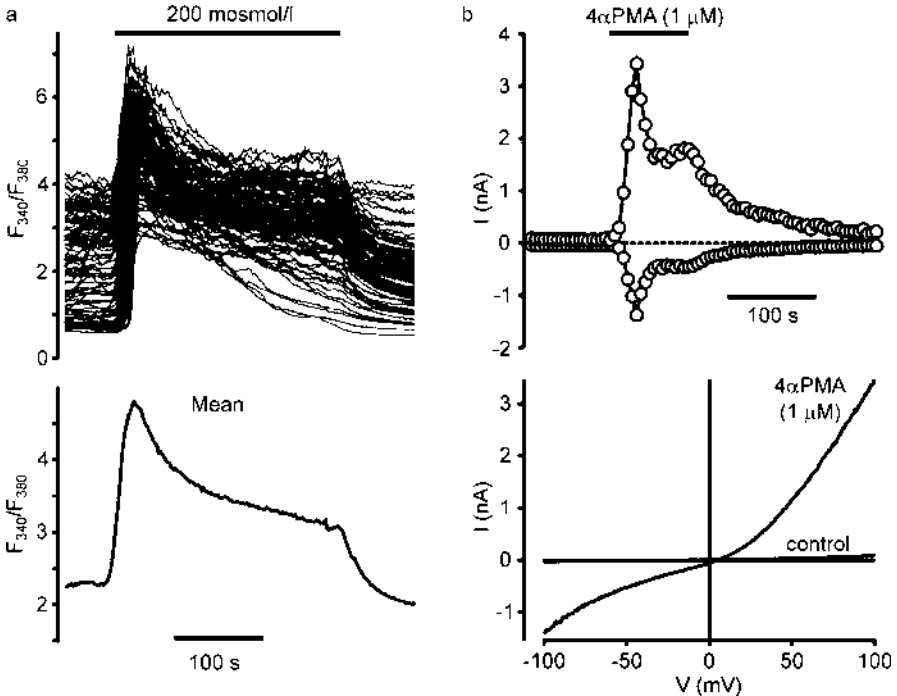 a
200 mosmol/l
F340/F380
6
4
2
0
Mean
F340/F380
4
3
2
100 s
b
4αPMA (1 μM)
I (nA)
4
3
2
1
0
-1
-2
100 s
4αPMA
(1 μM)
I (nA)
3
2
1
0
-1
control
-100
-50
0
50
100
V (mV)